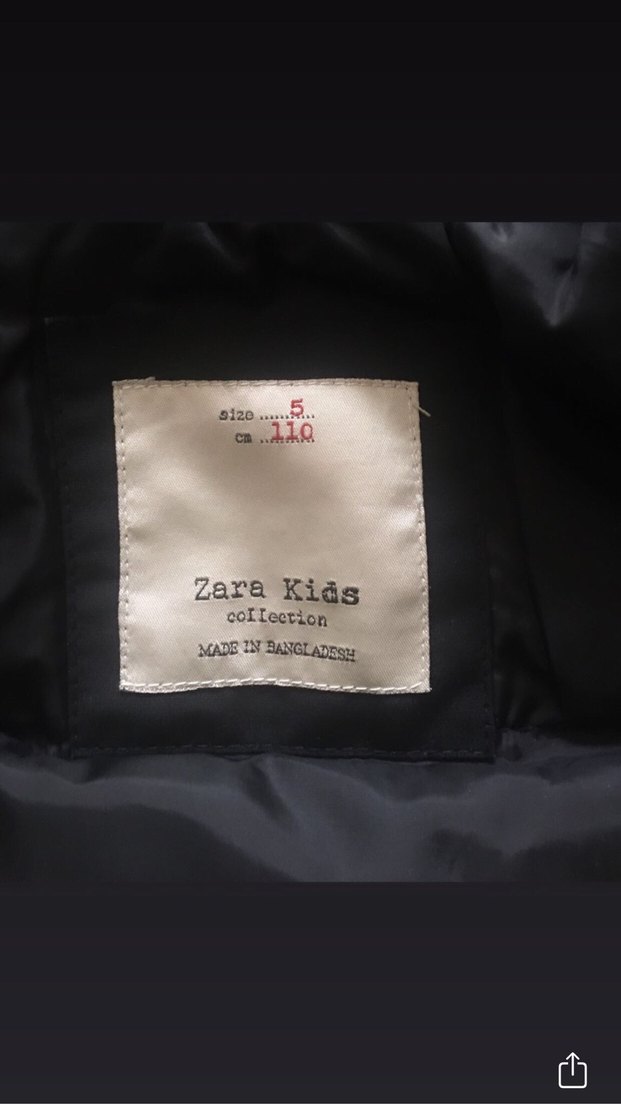 size ...... 5 ..
cm .. 110
Zara Kids
collection
MADE IN BANGLADESH